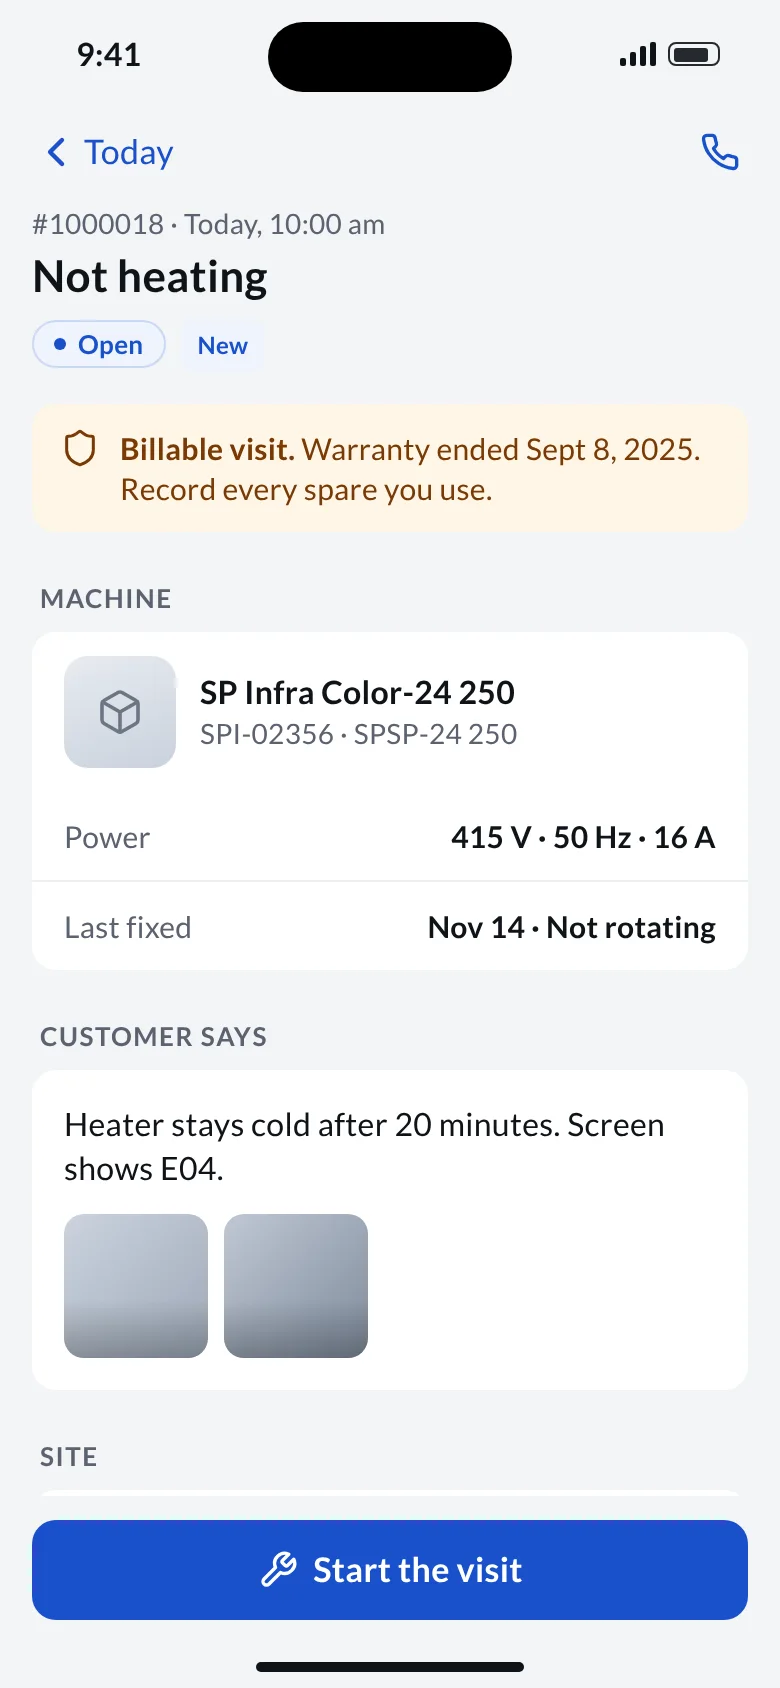 9:41
Today
#1000018 · Today, 10:00 am
Not heating
Open
New
Billable visit. Warranty ended Sept 8, 2025.
Record every spare you use.
MACHINE
SP Infra Color-24 250
SPI-02356 · SPSP-24 250
Power
415 V · 50 Hz · 16 A
Last fixed
Nov 14 · Not rotating
CUSTOMER SAYS
Heater stays cold after 20 minutes. Screen
shows E04.
SITE
Start the visit